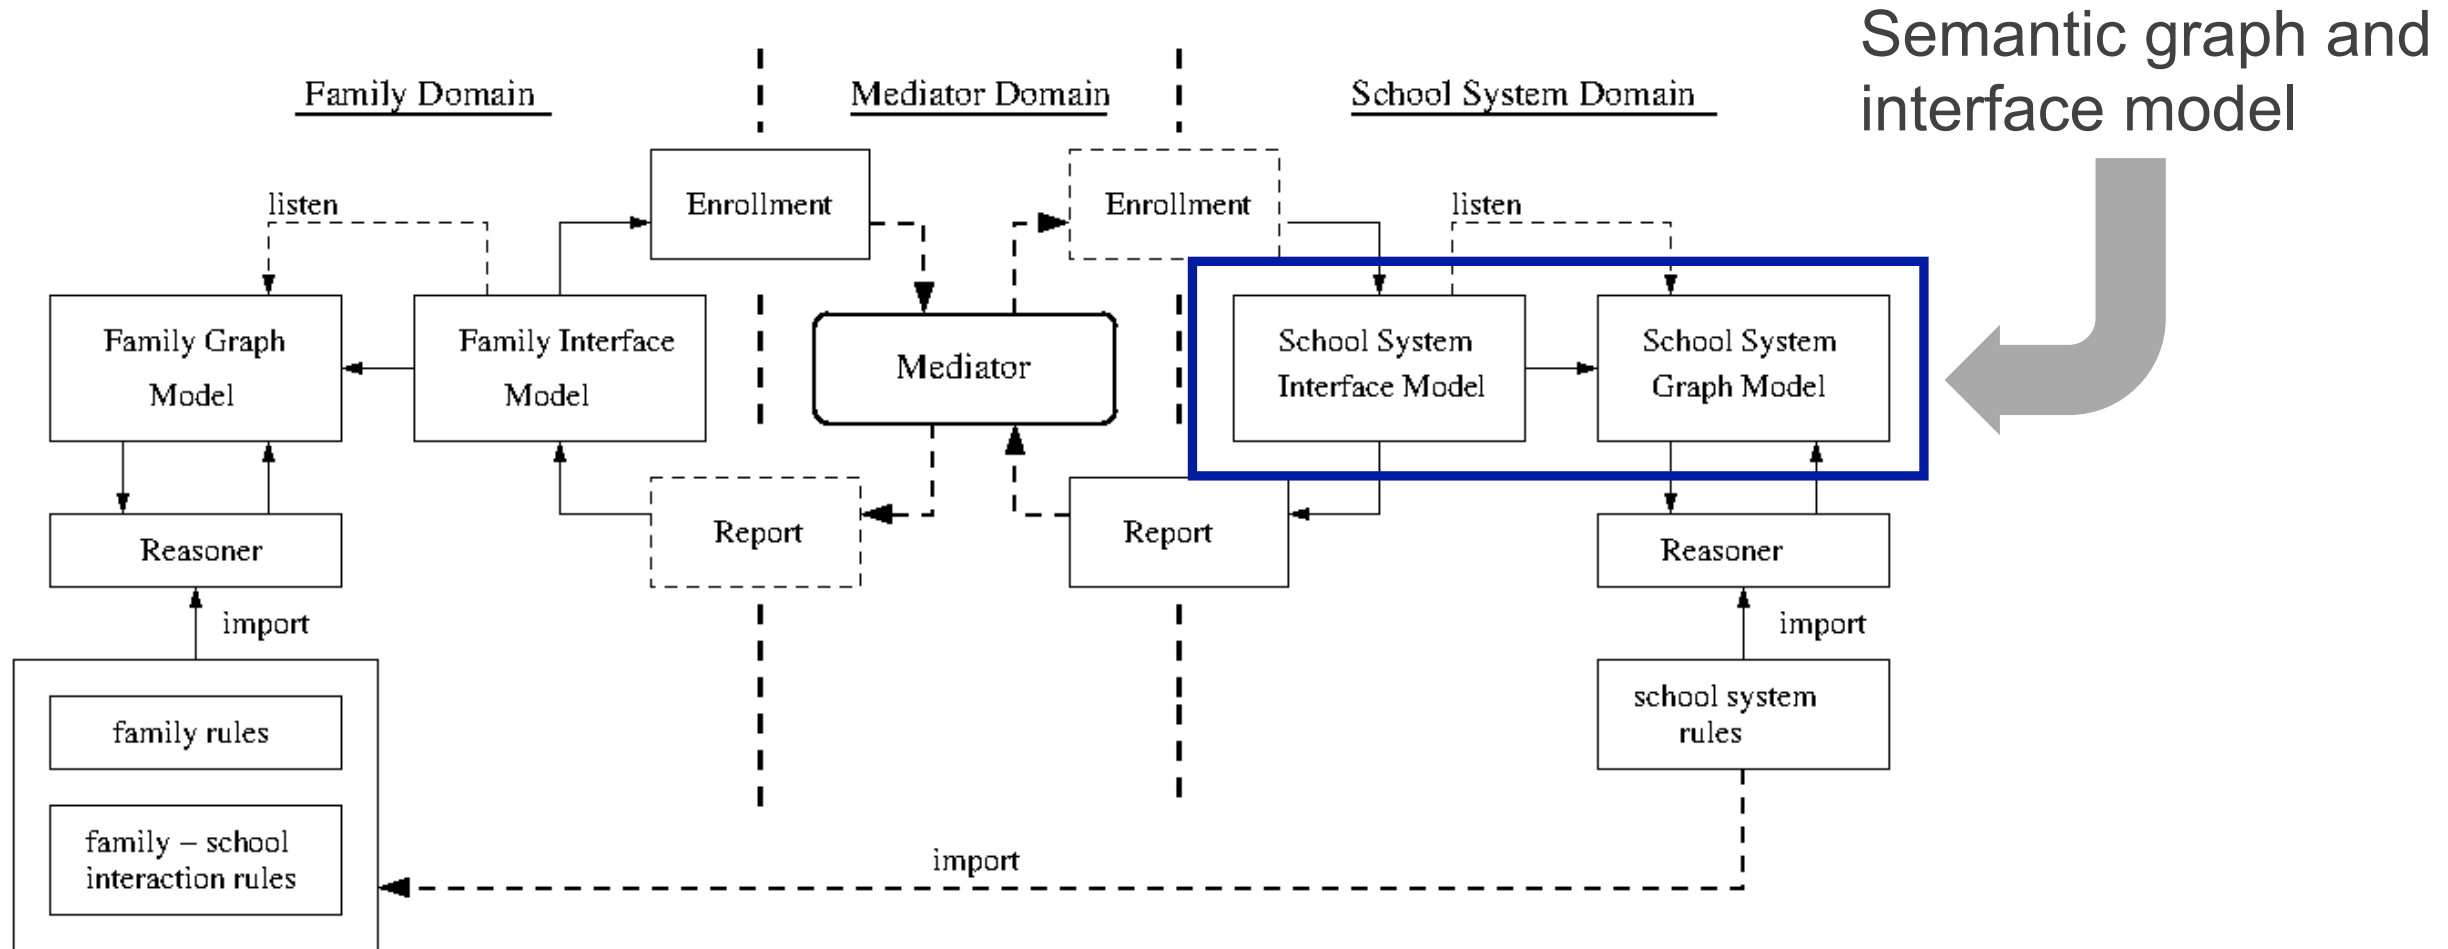 Semantic graph and
interface model
Family Domain
Mediator Domain
School System Domain
listen
Enrollment
Enrollment
listen
Family Graph
Model
Family Interface
Model
Mediator
School System
Interface Model
School System
Graph Model
Reasoner
Report
Report
Reasoner
import
import
family rules
school system
rules
family – school
interaction rules
import